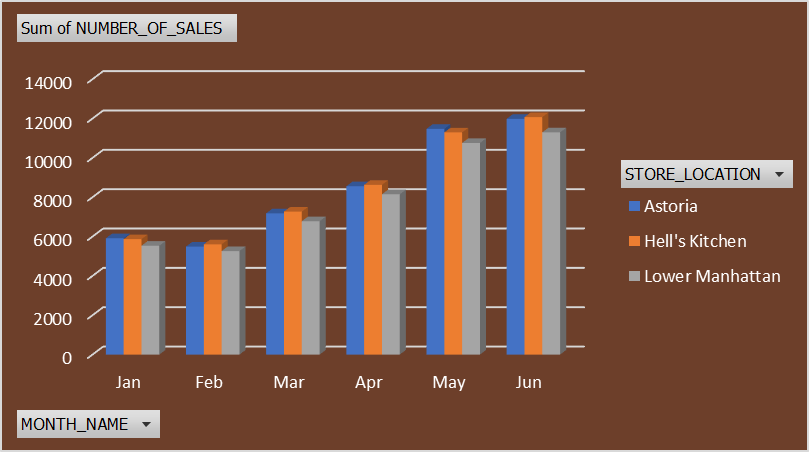 Sum of NUMBER_OF_SALES
14000
12000
10000
8000
6000
4000
2000
0
Jan Feb Mar Apr May Jun
STORE_LOCATION
Astoria
Hell's Kitchen
Lower Manhattan
MONTH_NAME